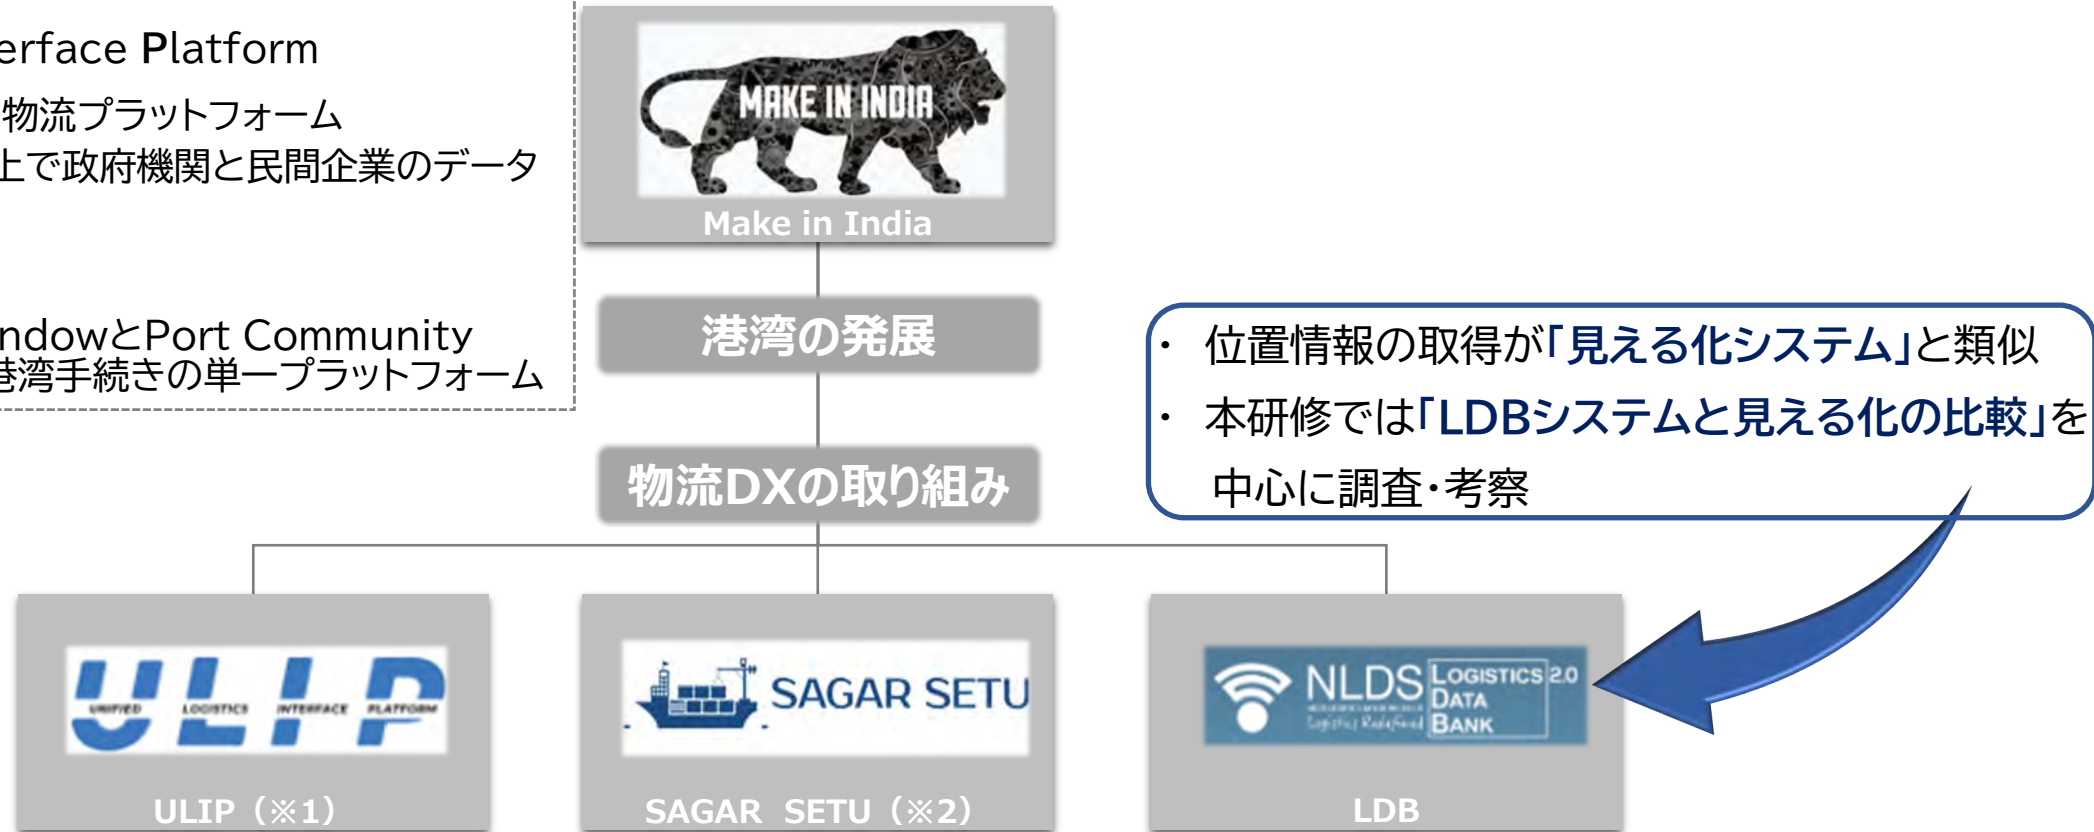 erface Platform
物流プラットフォーム
上で政府機関と民間企業のデータ
ndowとPort Community
港湾手続きの単一プラットフォーム
MAKE IN INDIA
Make in India
港湾の発展
物流DXの取り組み
・ 位置情報の取得が「見える化システム」と類似
・ 本研修では「LDBシステムと見える化の比較」を
中心に調査・考察
ULIP
UNIFIED LOGISTICS INTERFACE PLATFORM
ULIP（※1）
SAGAR SETU
SAGAR SETU（※2）
NLDS
Logistics Redefined
LOGISTICS 2.0
DATA
BANK
LDB